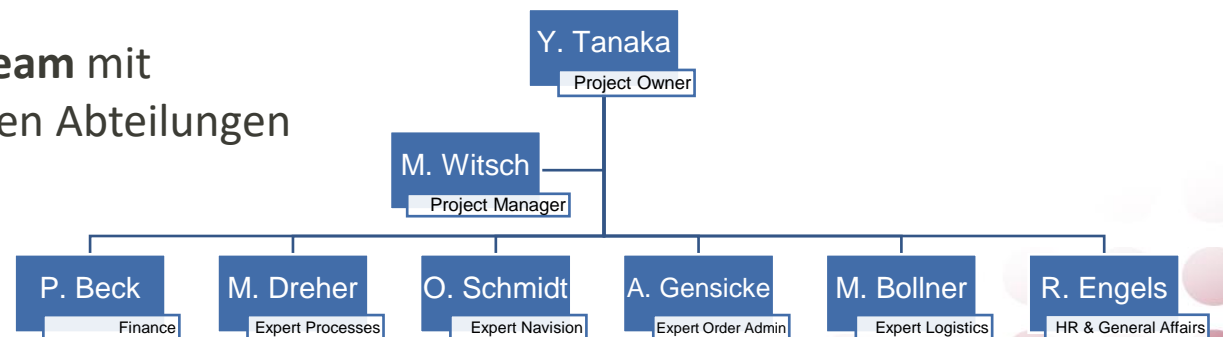 eam mit
en Abteilungen
Y. Tanaka
Project Owner
M. Witsch
Project Manager
P. Beck
Finance
M. Dreher
Expert Processes
O. Schmidt
Expert Navision
A. Gensicke
Expert Order Admin
M. Bollner
Expert Logistics
R. Engels
HR & General Affairs